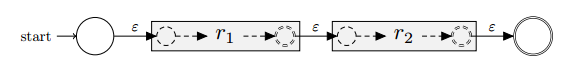 start ε r₁ ε r₂ ε